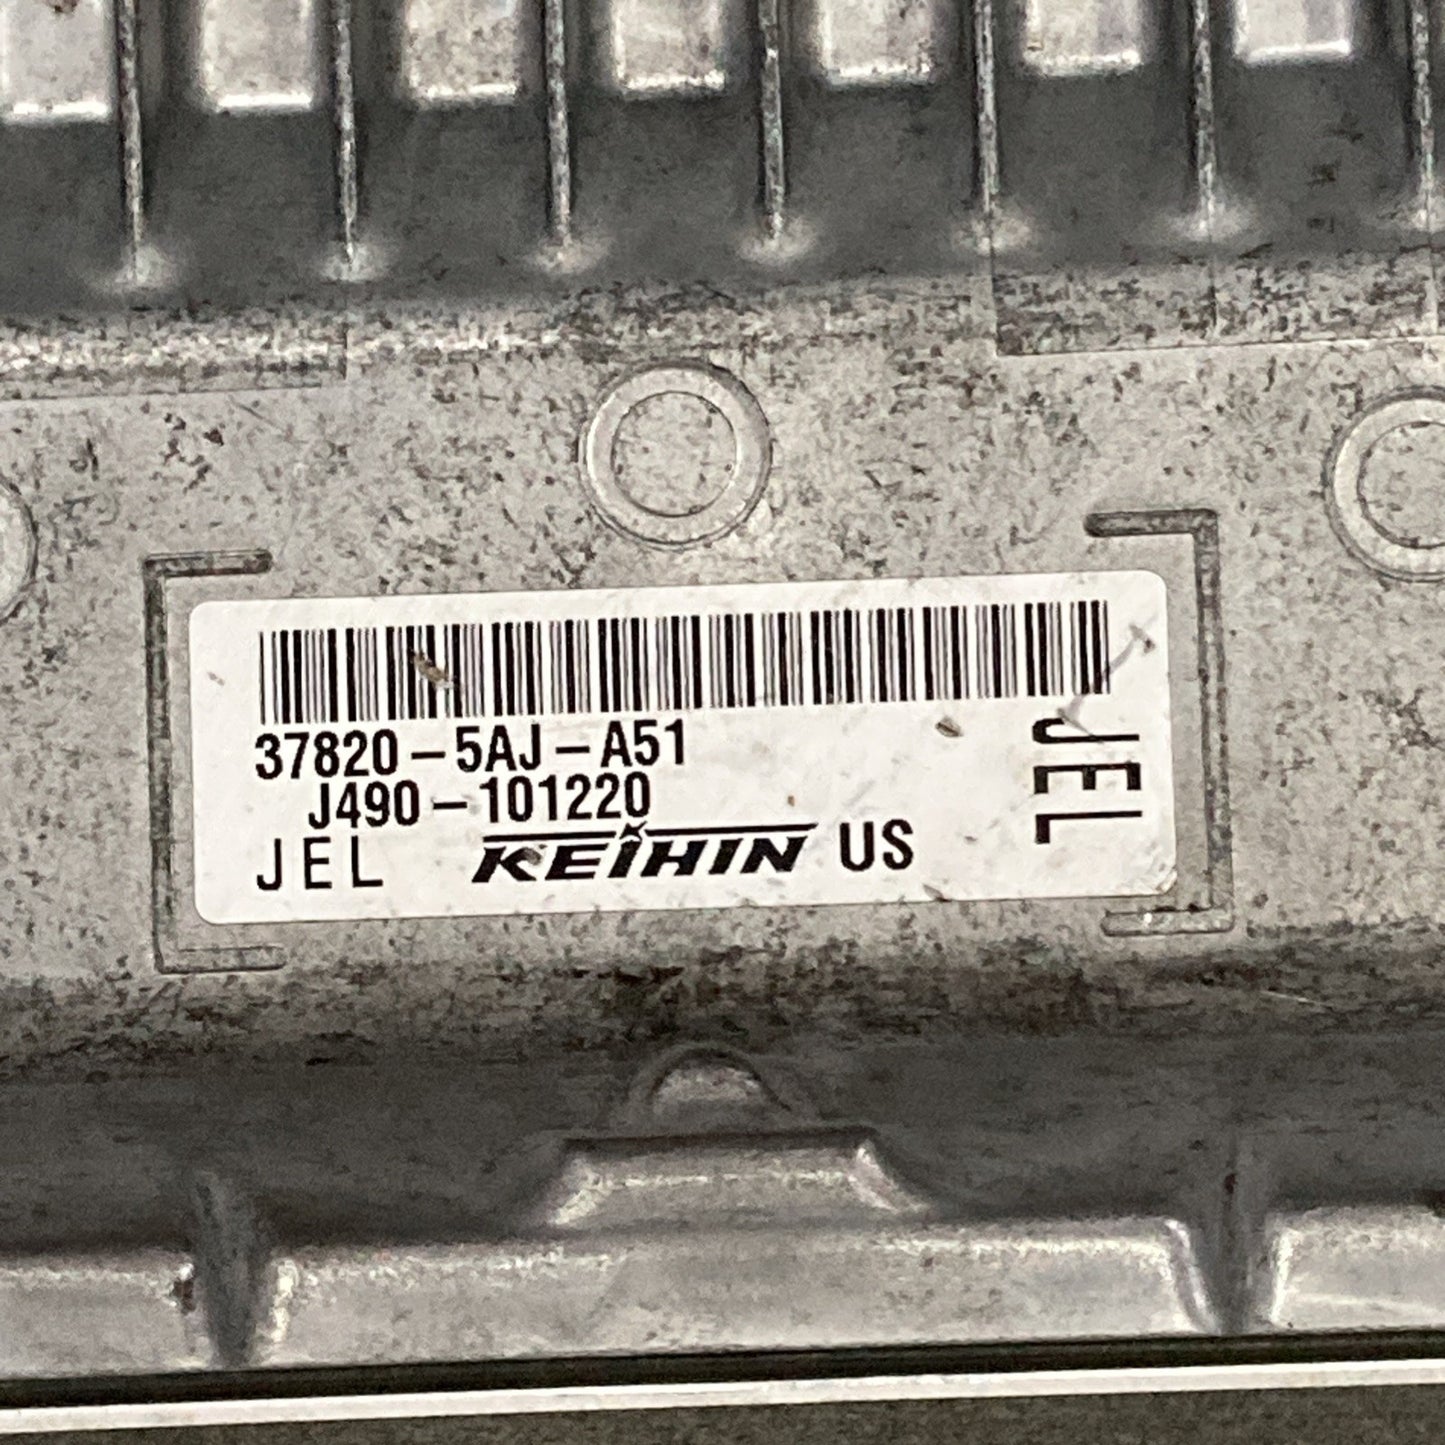 37820-5AJ-A51
J490-101220
JEL KEIHIN US
JEL